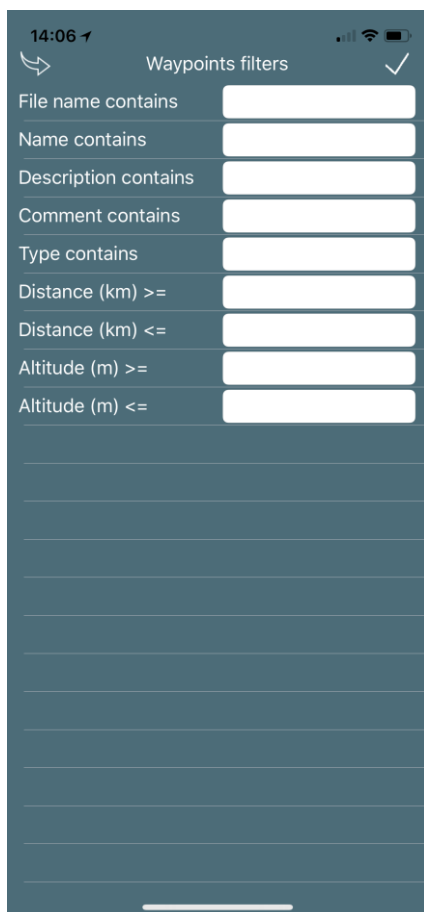 14:06
Waypoints filters
File name contains
Name contains
Description contains
Comment contains
Type contains
Distance (km) >=
Distance (km) <=
Altitude (m) >=
Altitude (m) <=